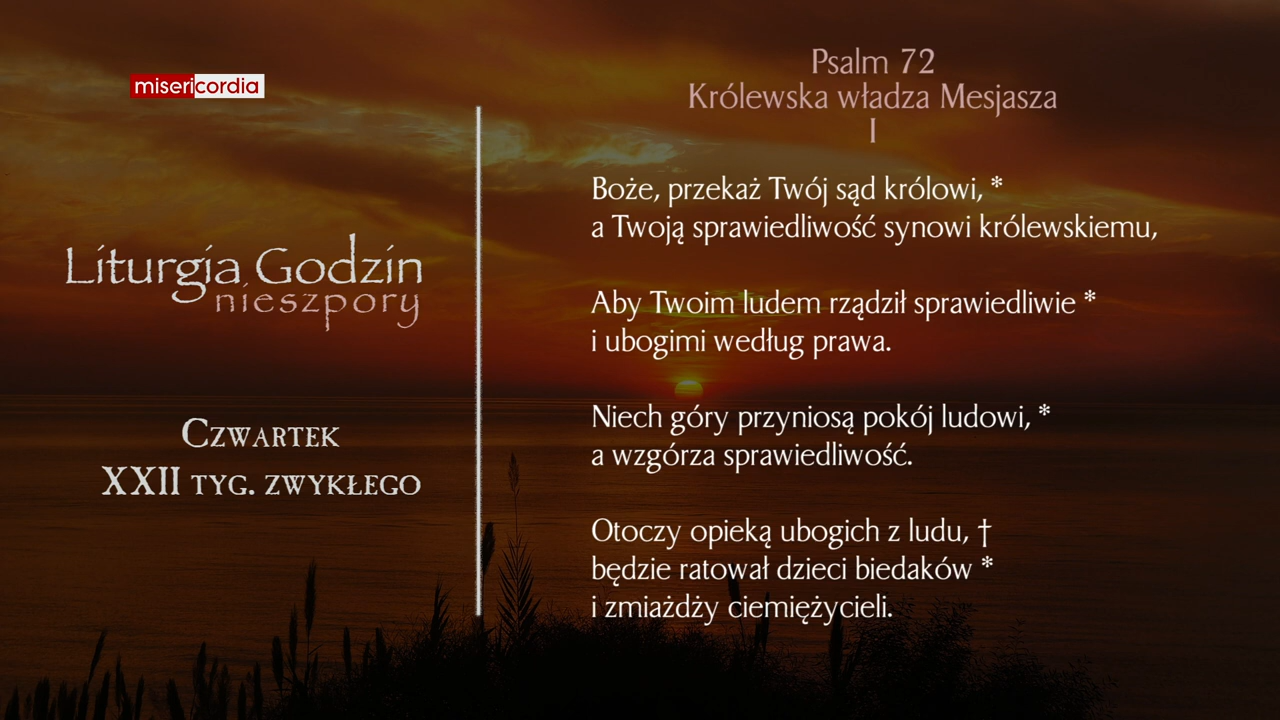 misericordia
Liturgia Godzin
nieszpory
Czwartek
XXII tyg. zwykłego
Psalm 72
Królewska władza Mesjasza
I
Boże, przekaż Twój sąd królowi, *
a Twoją sprawiedliwość synowi królewskiemu,
Aby Twoim ludem rządził sprawiedliwie *
i ubogimi według prawa.
Niech góry przyniosą pokój ludowi, *
a wzgórza sprawiedliwość.
Otoczy opieką ubogich z ludu, †
będzie ratował dzieci biedaków *
i zmiażdży ciemiężycieli.